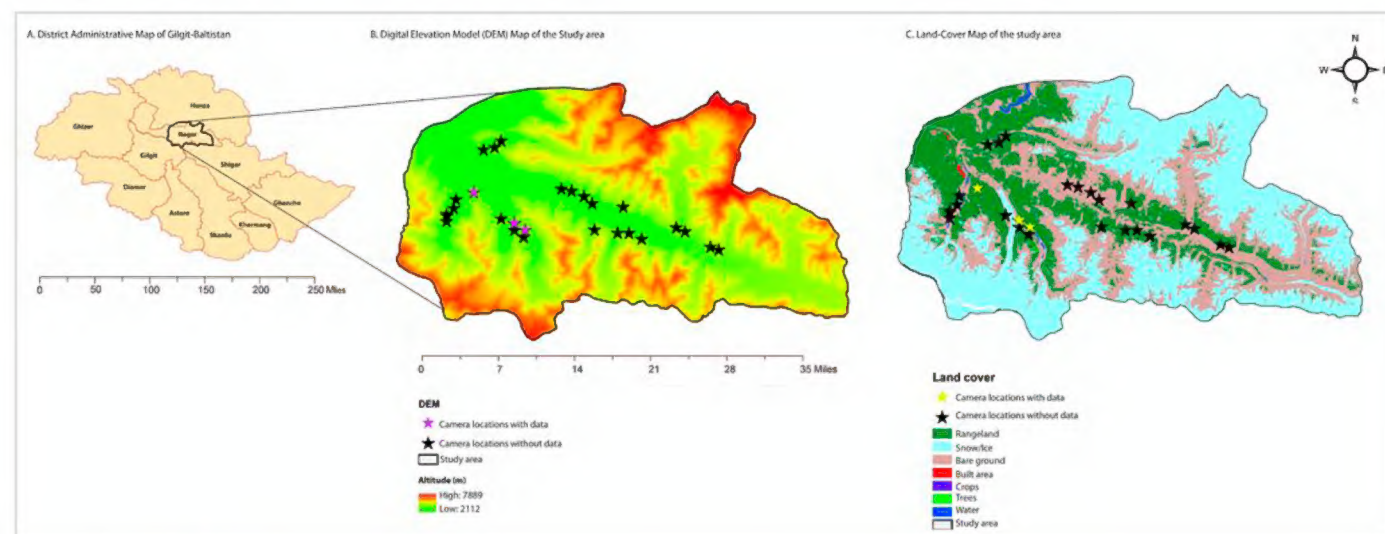 A. District Administrative Map of Gilgit-Baltistan
Ghizer
Hunza
Nagar
Gilgit
Shigar
Diamer
Astore
Skardu
Kharmang
Ghanche
0 50 100 150 200 250 Miles
B. Digital Elevation Model (DEM) Map of the Study area
0 7 14 21 28 35 Miles
DEM
Camera locations with data
Camera locations without data
Study area
Altitude (m)
High: 7889
Low: 2112
C. Land-Cover Map of the study area
N
W E
S
Land cover
Camera locations with data
Camera locations without data
Rangeland
Snow/Ice
Bare ground
Built area
Crops
Trees
Water
Study area